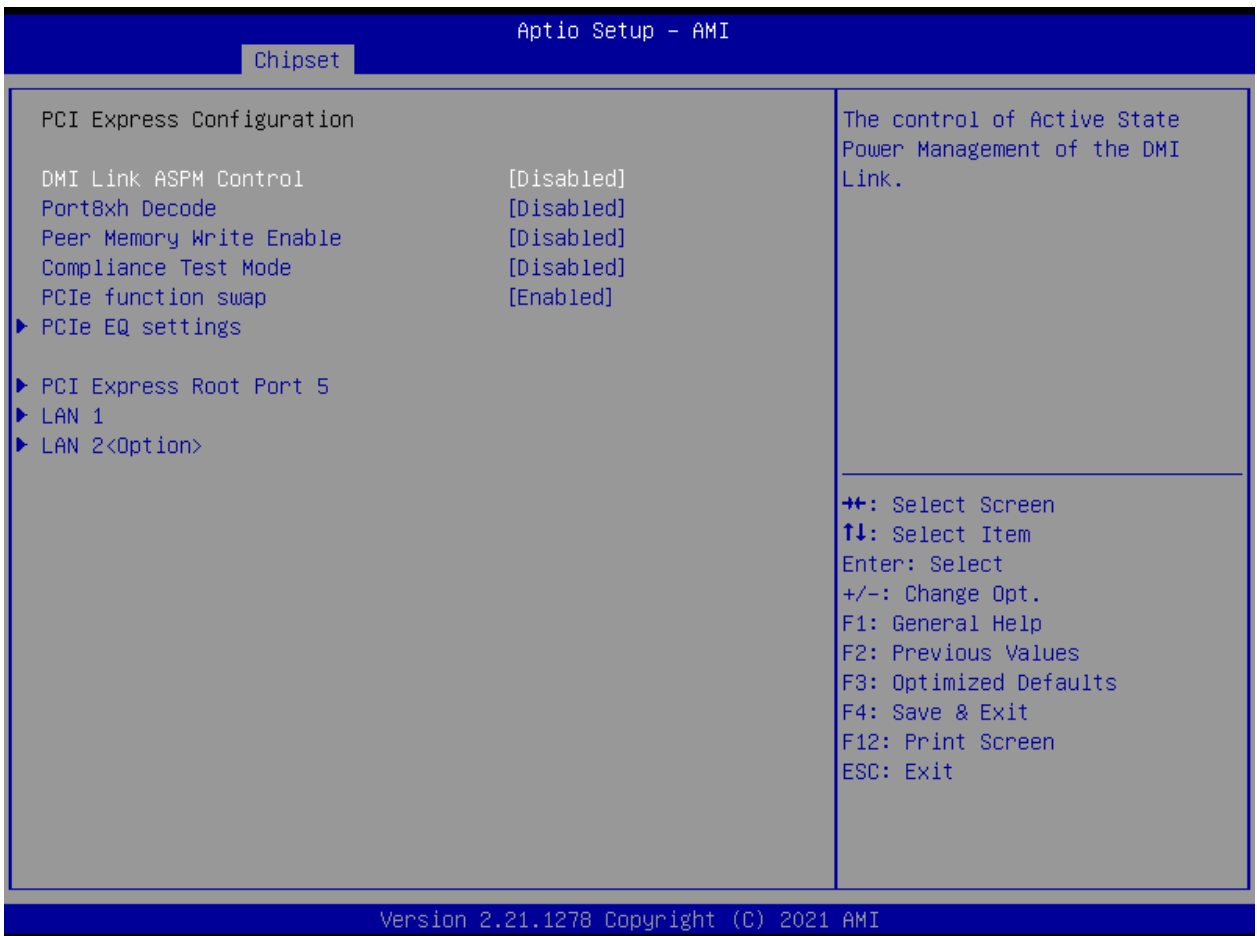 Aptio Setup – AMI
Chipset
PCI Express Configuration
DMI Link ASPM Control [Disabled]
Port8xh Decode [Disabled]
Peer Memory Write Enable [Disabled]
Compliance Test Mode [Disabled]
PCIe function swap [Enabled]
▶ PCIe EQ settings
▶ PCI Express Root Port 5
▶ LAN 1
▶ LAN 2<Option>
The control of Active State
Power Management of the DMI
Link.
→←: Select Screen
↑↓: Select Item
Enter: Select
+/-: Change Opt.
F1: General Help
F2: Previous Values
F3: Optimized Defaults
F4: Save & Exit
F12: Print Screen
ESC: Exit
Version 2.21.1278 Copyright (C) 2021 AMI